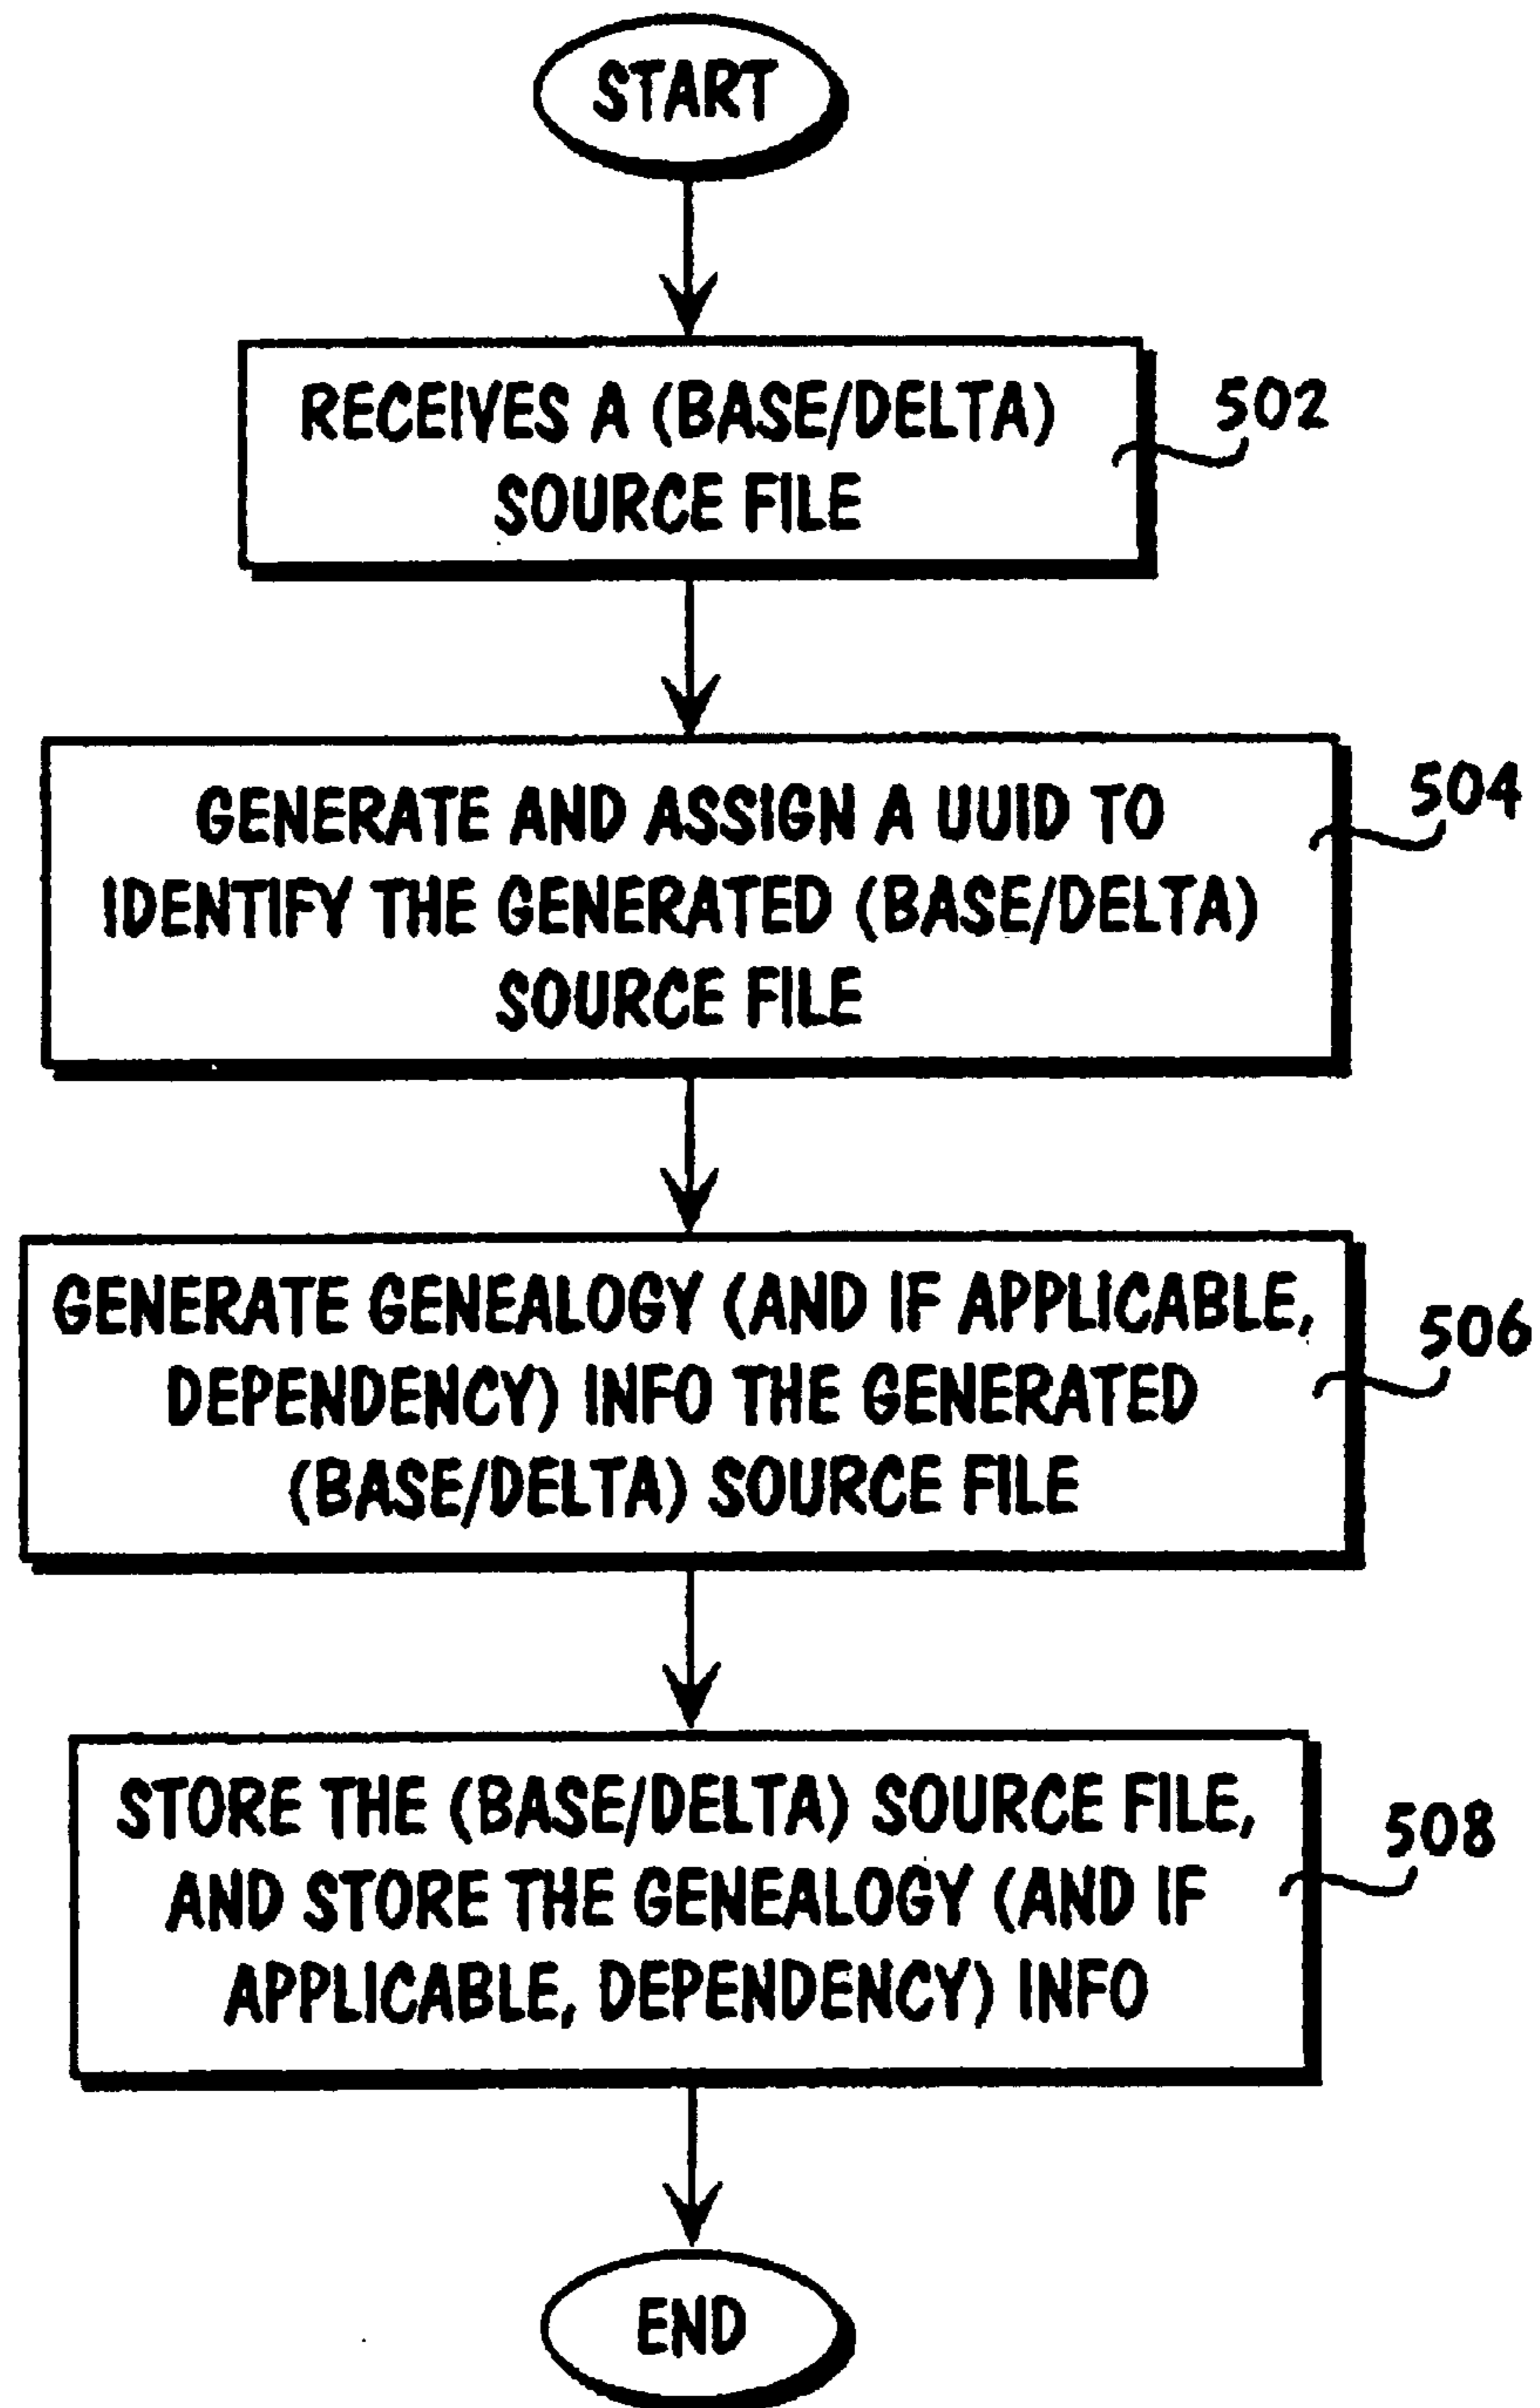 START
RECEIVES A (BASE/DELTA)
SOURCE FILE
502
GENERATE AND ASSIGN A UUID TO
IDENTIFY THE GENERATED (BASE/DELTA)
SOURCE FILE
504
GENERATE GENEALOGY (AND IF APPLICABLE,
DEPENDENCY) INFO THE GENERATED
(BASE/DELTA) SOURCE FILE
506
STORE THE (BASE/DELTA) SOURCE FILE,
AND STORE THE GENEALOGY (AND IF
APPLICABLE, DEPENDENCY) INFO
508
END